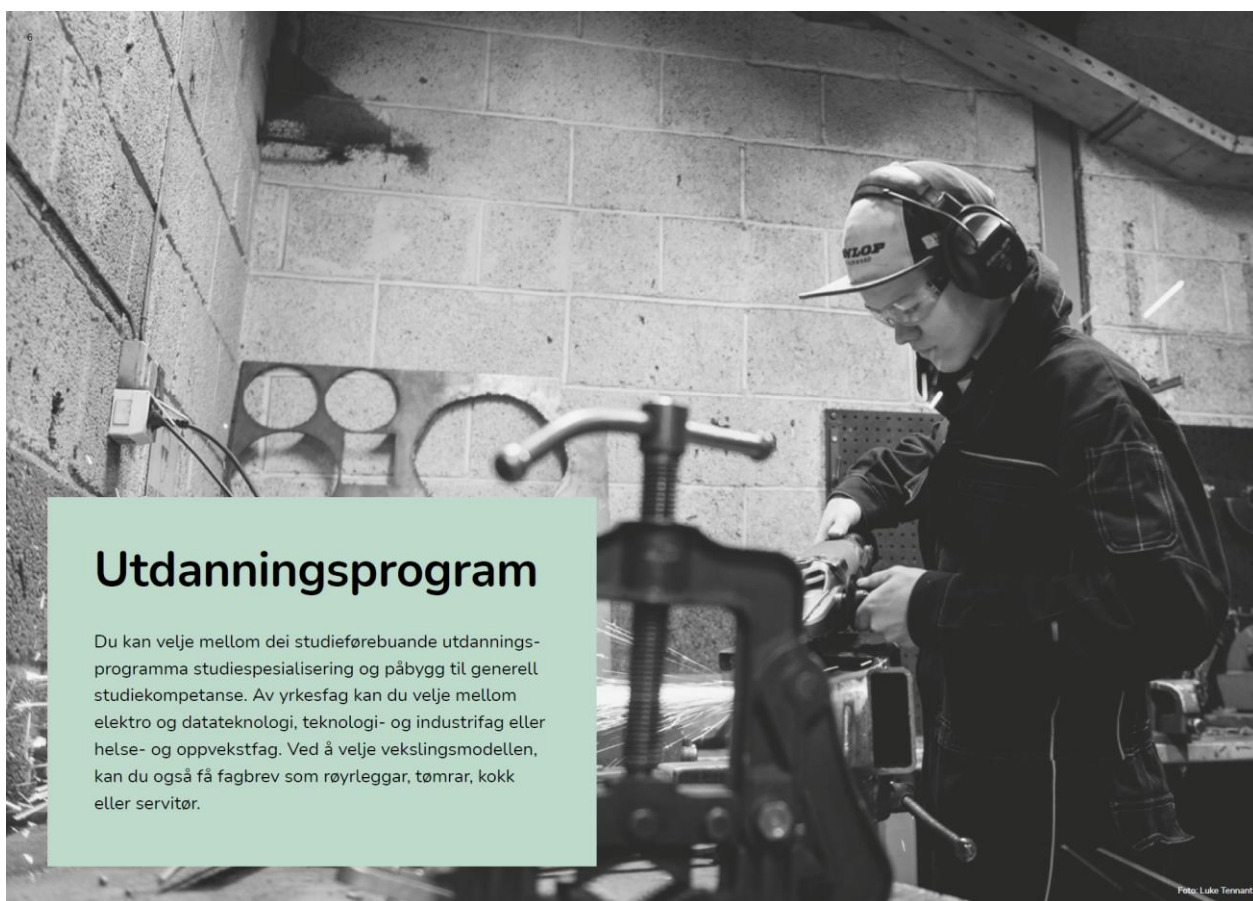 6
Utdanningsprogram
Du kan velje mellom dei studieførebuande utdannings-
programma studiespesialisering og påbygg til generell
studiekompetanse. Av yrkesfag kan du velje mellom
elektro og datateknologi, teknologi- og industrifag eller
helse- og oppvekstfag. Ved å velje vekslingsmodellen,
kan du også få fagbrev som røyrleggar, tømrar, kokk
eller servitør.
Foto: Luke Tennant